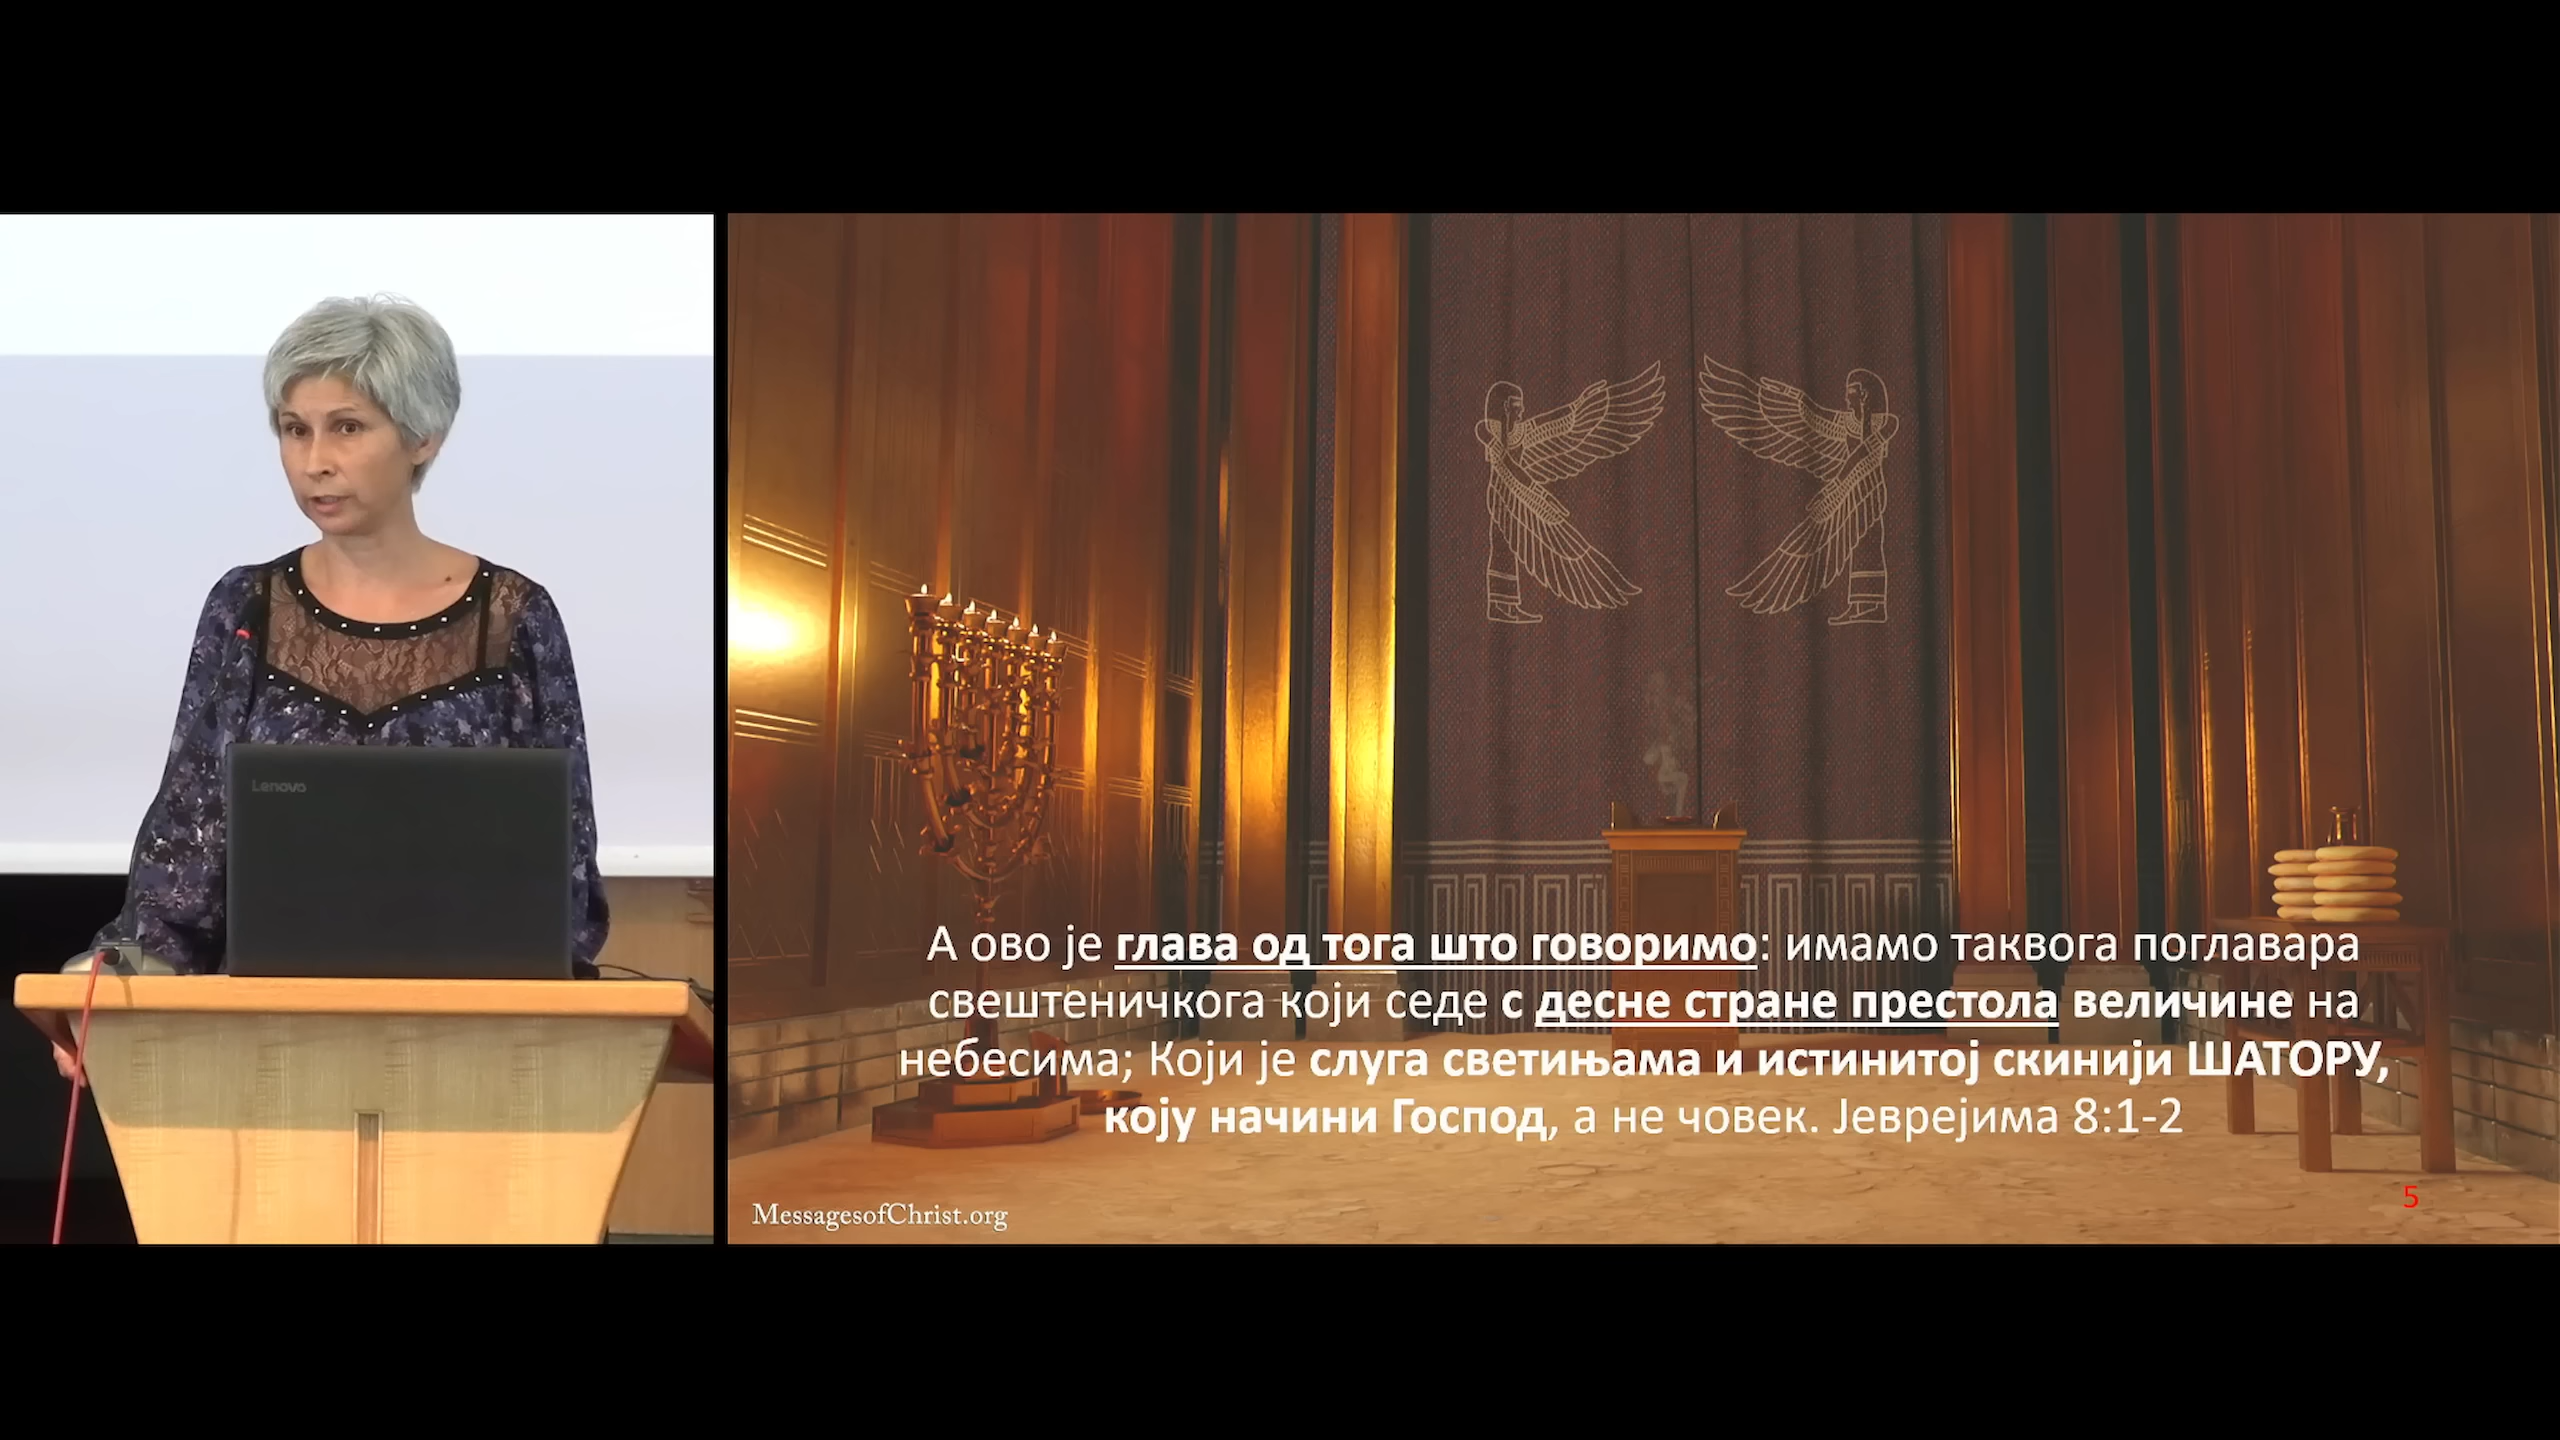 Lenovo
А ово је глава од тога што говоримо: имамо таквога поглавара
свештеничкога који седе с десне стране престола величине на
небесима; Који је слуга светињама и истинитој скинији ШАТОРУ,
коју начини Господ, а не човек. Јеврејима 8:1-2
MessagesofChrist.org
5